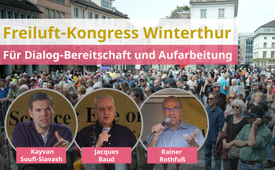 Freiluft-Kongress Winterthur
Für Dialog-Bereitschaft und Aufarbeitung
Kayvan
Soufi-Siavash
Jacques
Baud
Rainer
Rothfuß